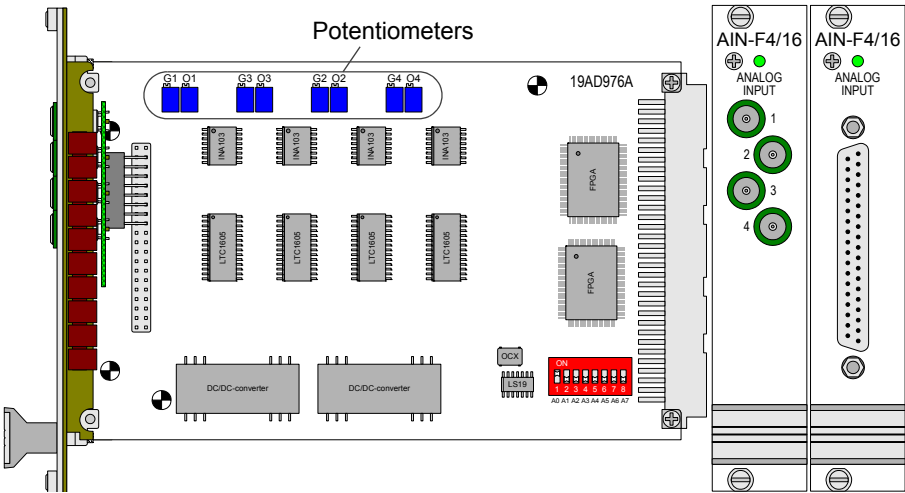 Potentiometers
G1 O1 G3 O3 G2 O2 G4 O4
19AD976A
INA103 INA103 INA103 INA103
FPGA
LTC1605 LTC1605 LTC1605 LTC1605
FPGA
OCX
LS19
ON
1 2 3 4 5 6 7 8
A0 A1 A2 A3 A4 A5 A6 A7
DC/DC-converter DC/DC-converter
AIN-F4/16
ANALOG
INPUT
1
2
3
4
AIN-F4/16
ANALOG
INPUT